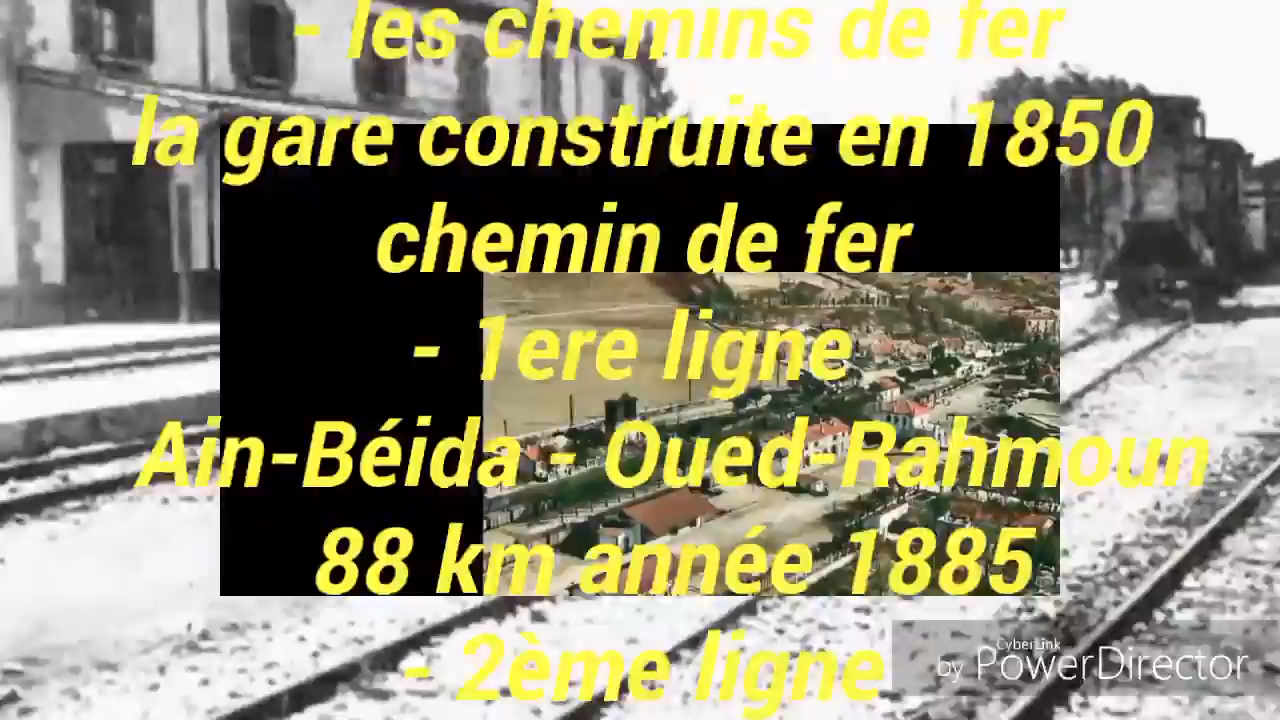 - les chemins de fer
la gare construite en 1850
chemin de fer
- 1ere ligne
Ain-Béida - Oued-Rahmoun
88 km année 1885
- 2ème ligne
CyberLink
by PowerDirector